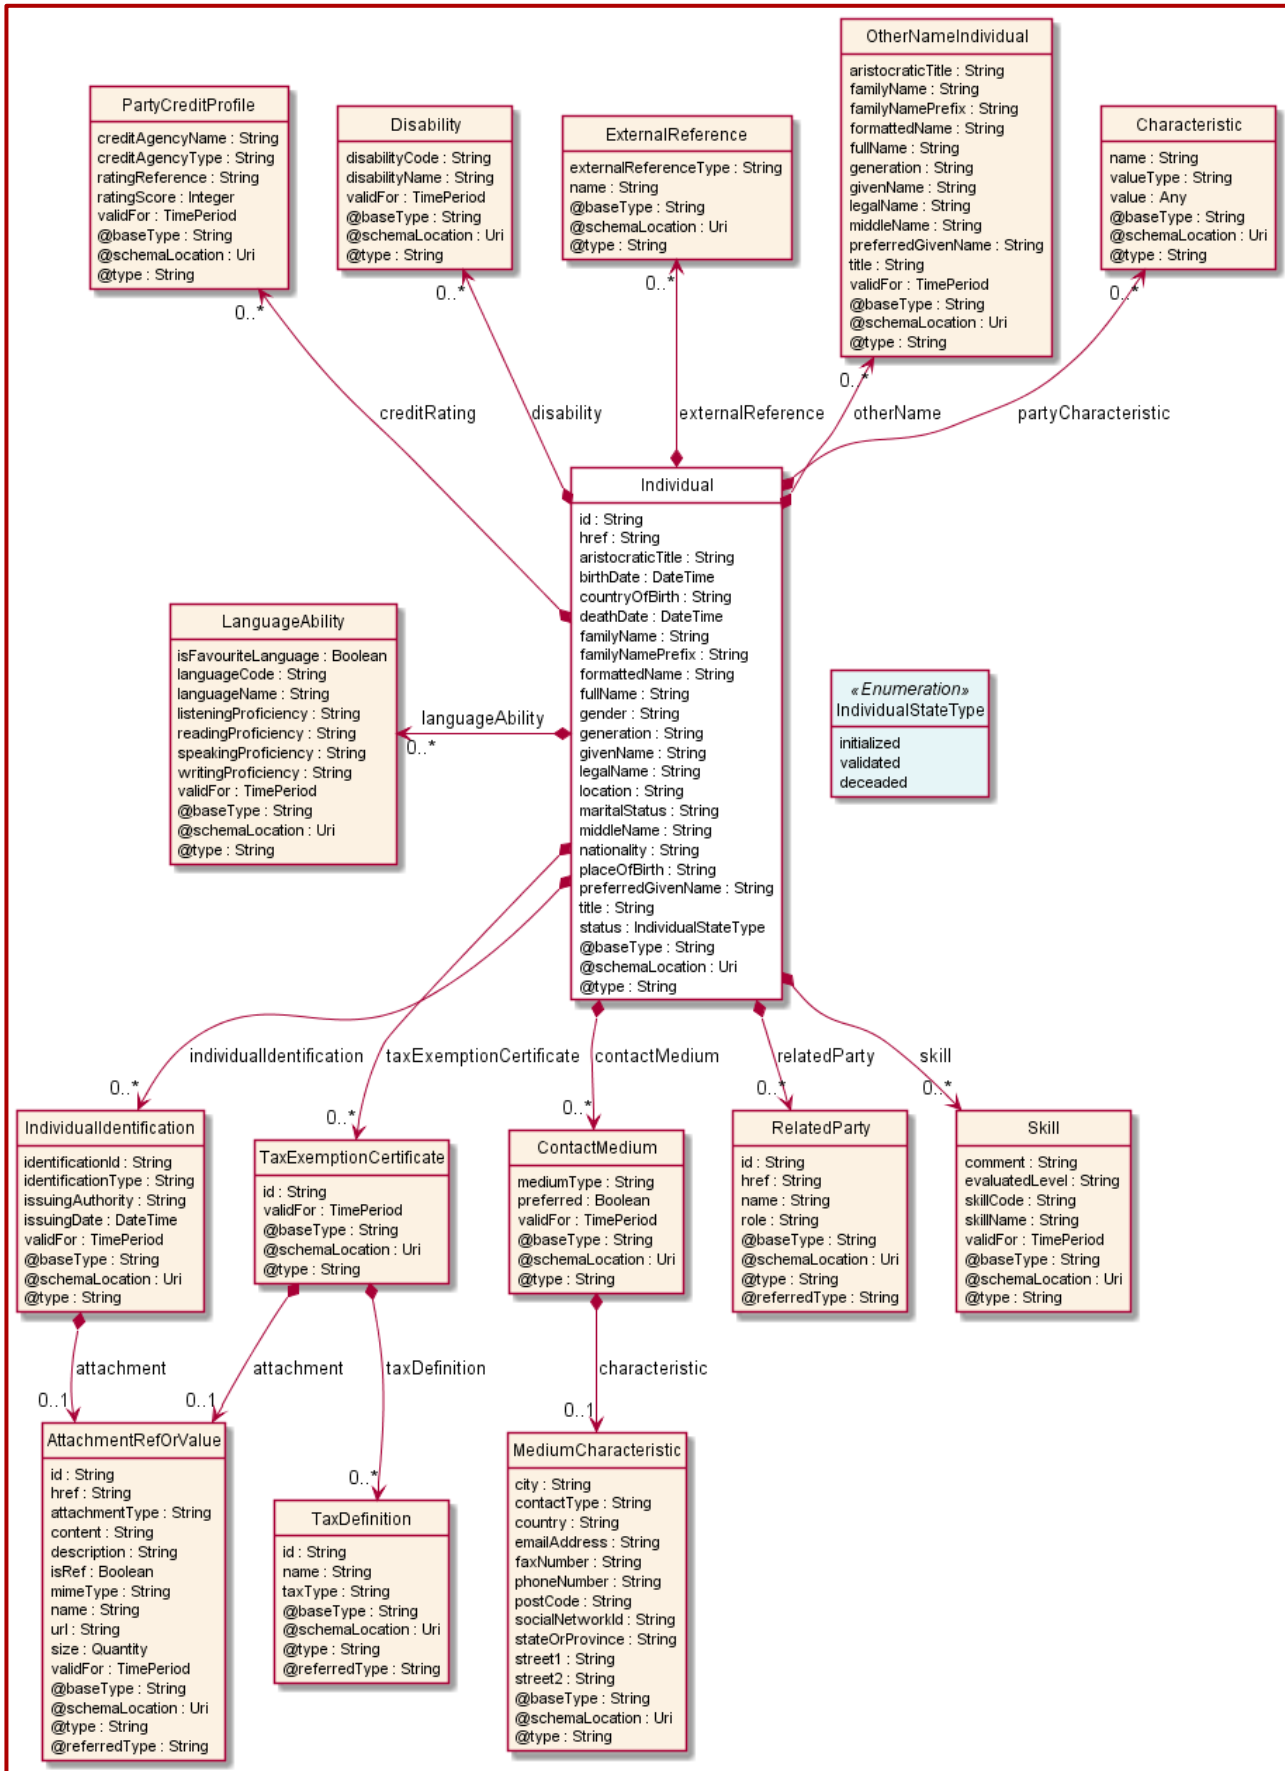 OtherNameIndividual
aristocraticTitle : String
familyName : String
familyNamePrefix : String
formattedName : String
fullName : String
generation : String
givenName : String
legalName : String
middleName : String
preferredGivenName : String
title : String
validFor : TimePeriod
@baseType : String
@schemaLocation : Uri
@type : String
PartyCreditProfile
creditAgencyName : String
creditAgencyType : String
ratingReference : String
ratingScore : Integer
validFor : TimePeriod
@baseType : String
@schemaLocation : Uri
@type : String
Disability
disabilityCode : String
disabilityName : String
validFor : TimePeriod
@baseType : String
@schemaLocation : Uri
@type : String
ExternalReference
externalReferenceType : String
name : String
@baseType : String
@schemaLocation : Uri
@type : String
Characteristic
name : String
valueType : String
value : Any
@baseType : String
@schemaLocation : Uri
@type : String
0..*
0..*
0..*
0..*
0..*
creditRating
disability
externalReference
otherName
partyCharacteristic
Individual
id : String
href : String
aristocraticTitle : String
birthDate : DateTime
countryOfBirth : String
deathDate : DateTime
familyName : String
familyNamePrefix : String
formattedName : String
fullName : String
gender : String
generation : String
givenName : String
legalName : String
location : String
maritalStatus : String
middleName : String
nationality : String
placeOfBirth : String
preferredGivenName : String
title : String
status : IndividualStateType
@baseType : String
@schemaLocation : Uri
@type : String
LanguageAbility
isFavouriteLanguage : Boolean
languageCode : String
languageName : String
listeningProficiency : String
readingProficiency : String
speakingProficiency : String
writingProficiency : String
validFor : TimePeriod
@baseType : String
@schemaLocation : Uri
@type : String
languageAbility
0..*
«Enumeration»
IndividualStateType
initialized
validated
deceaded
individualIdentification
taxExemptionCertificate
contactMedium
relatedParty
skill
0..*
0..*
0..*
0..*
0..*
IndividualIdentification
identificationId : String
identificationType : String
issuingAuthority : String
issuingDate : DateTime
validFor : TimePeriod
@baseType : String
@schemaLocation : Uri
@type : String
TaxExemptionCertificate
id : String
validFor : TimePeriod
@baseType : String
@schemaLocation : Uri
@type : String
ContactMedium
mediumType : String
preferred : Boolean
validFor : TimePeriod
@baseType : String
@schemaLocation : Uri
@type : String
RelatedParty
id : String
href : String
name : String
role : String
@baseType : String
@schemaLocation : Uri
@type : String
@referredType : String
Skill
comment : String
evaluatedLevel : String
skillCode : String
skillName : String
validFor : TimePeriod
@baseType : String
@schemaLocation : Uri
@type : String
attachment
attachment
taxDefinition
characteristic
0..1
0..1
0..*
0..1
AttachmentRefOrValue
id : String
href : String
attachmentType : String
content : String
description : String
isRef : Boolean
mimeType : String
name : String
url : String
size : Quantity
validFor : TimePeriod
@baseType : String
@schemaLocation : Uri
@type : String
@referredType : String
TaxDefinition
id : String
name : String
taxType : String
@baseType : String
@schemaLocation : Uri
@type : String
@referredType : String
MediumCharacteristic
city : String
contactType : String
country : String
emailAddress : String
faxNumber : String
phoneNumber : String
postCode : String
socialNetworkId : String
stateOrProvince : String
street1 : String
street2 : String
@baseType : String
@schemaLocation : Uri
@type : String